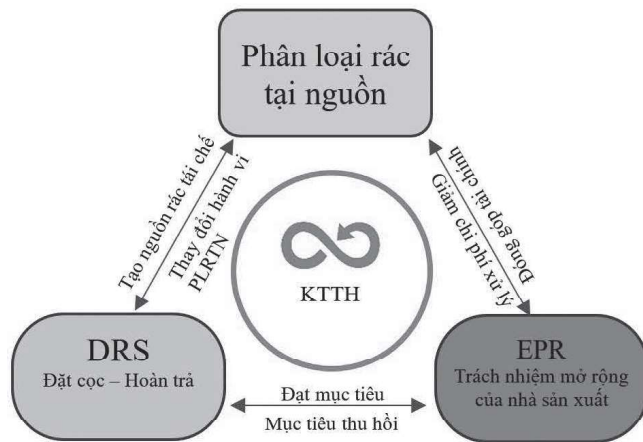 Phân loại rác
tại nguồn
Tạo nguồn rác tái chế
Thay đổi hành vi
PLRTN
Đóng góp tài chính
Giảm chi phí xử lý
KTTH
DRS
Đặt cọc – Hoàn trả
EPR
Trách nhiệm mở rộng
của nhà sản xuất
Đạt mục tiêu
Mục tiêu thu hồi